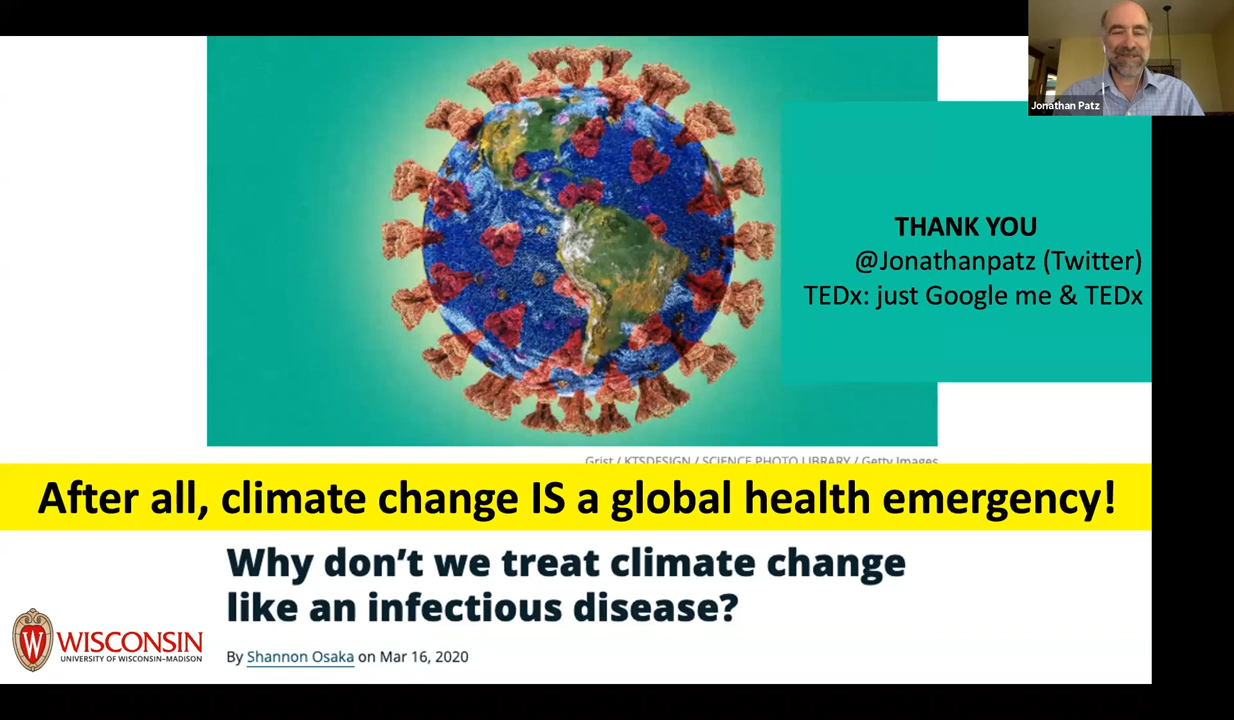 Jonathan Patz
THANK YOU
@Jonathanpatz (Twitter)
TEDx: just Google me & TEDx
Grist / KTSDESIGN / SCIENCE PHOTO LIBRARY / Getty Images
After all, climate change IS a global health emergency!
Why don’t we treat climate change
like an infectious disease?
W
WISCONSIN
UNIVERSITY OF WISCONSIN–MADISON
By Shannon Osaka on Mar 16, 2020